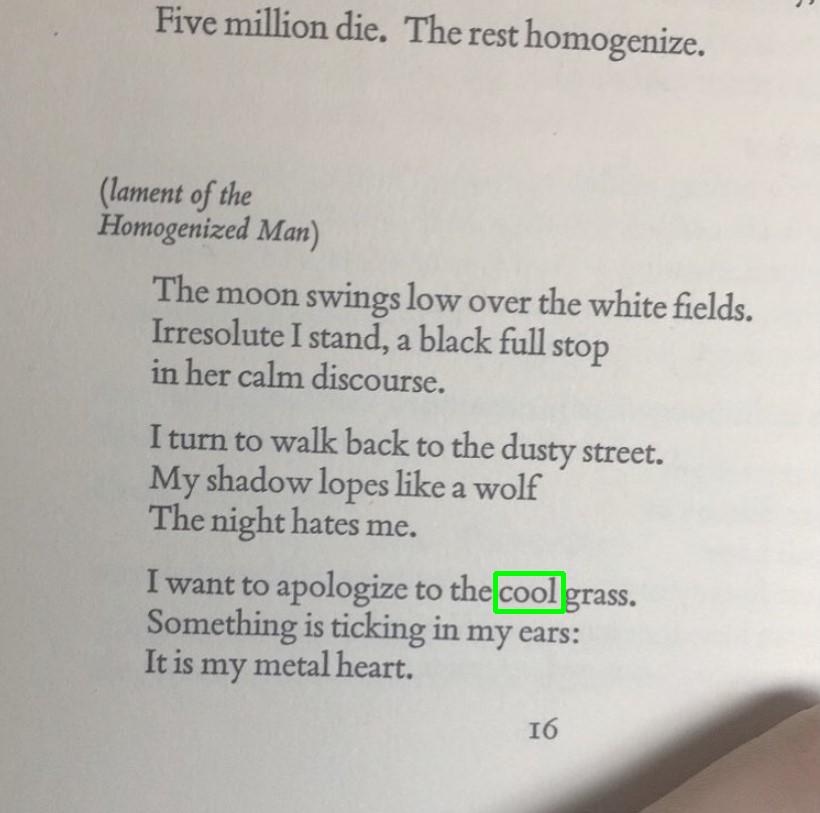 Five million die. The rest homogenize.
(lament of the
Homogenized Man)
The moon swings low over the white fields.
Irresolute I stand, a black full stop
in her calm discourse.
I turn to walk back to the dusty street.
My shadow lopes like a wolf
The night hates me.
I want to apologize to the cool grass.
Something is ticking in my ears:
It is my metal heart.
16